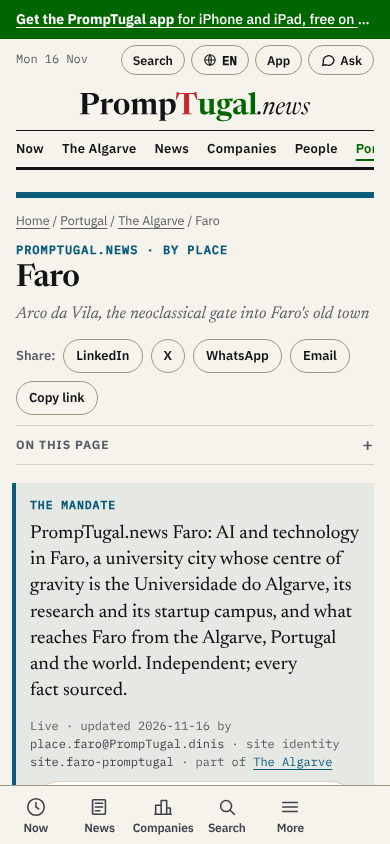 Get the PrompTugal app for iPhone and iPad, free on ...
Mon 16 Nov
Search
EN
App
Ask
PrompTugal.news
Now
The Algarve
News
Companies
People
Home / Portugal / The Algarve / Faro
PROMPTUGAL.NEWS · BY PLACE
Faro
Arco da Vila, the neoclassical gate into Faro's old town
Share:
LinkedIn
X
WhatsApp
Email
Copy link
ON THIS PAGE
+
THE MANDATE
PrompTugal.news Faro: AI and technology
in Faro, a university city whose centre of
gravity is the Universidade do Algarve, its
research and its startup campus, and what
reaches Faro from the Algarve, Portugal
and the world. Independent; every
fact sourced.
Live · updated 2026-11-16 by
place.faro@PrompTugal.dinis · site identity
site.faro-promptugal · part of The Algarve
Now
News
Companies
Search
More